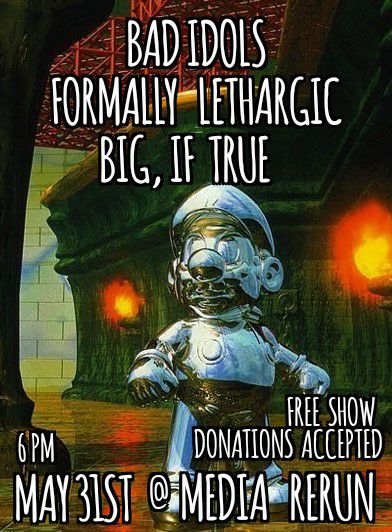 BAD IDOLS
FORMALLY LETHARGIC
BIG, IF TRUE
FREE SHOW
6 PM DONATIONS ACCEPTED
MAY 31ST @ MEDIA RERUN